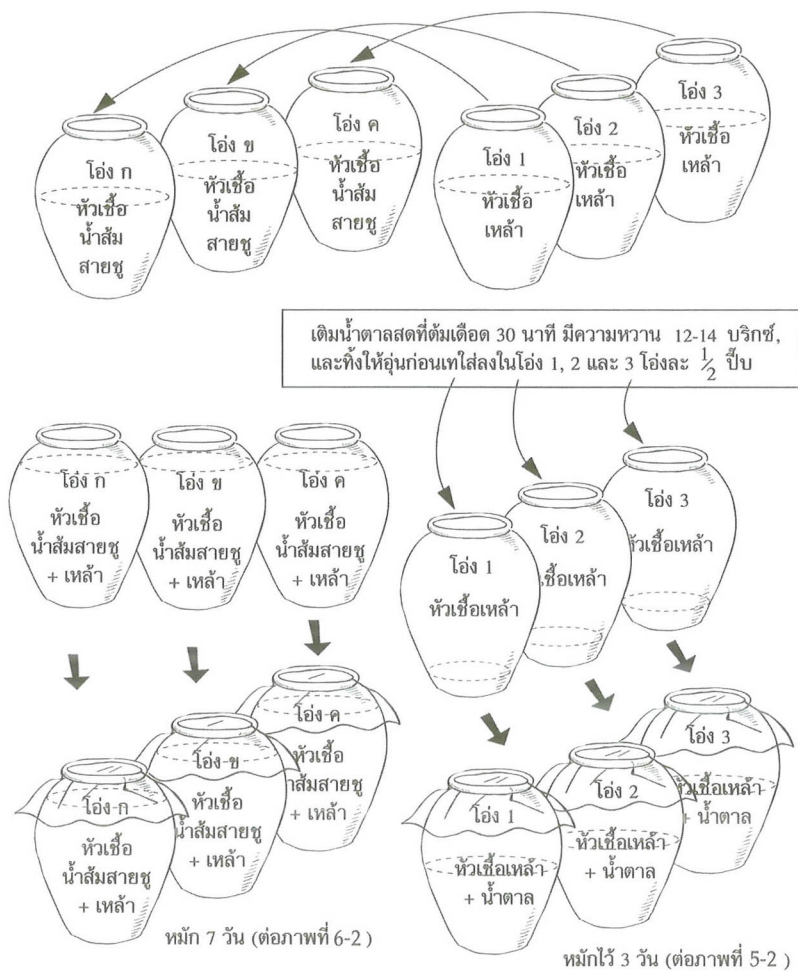 โอ่ง ก
หัวเชื้อ
น้ำส้ม
สายชู
โอ่ง ข
หัวเชื้อ
น้ำส้ม
สายชู
โอ่ง ค
หัวเชื้อ
น้ำส้ม
สายชู
โอ่ง 1
หัวเชื้อ
เหล้า
โอ่ง 2
หัวเชื้อ
เหล้า
โอ่ง 3
หัวเชื้อ
เหล้า
เติมน้ำตาลสดที่ต้มเดือด 30 นาที มีความหวาน 12-14 บริกซ์,
และทิ้งให้อุ่นก่อนเทใส่ลงในโอ่ง 1, 2 และ 3 โอ่งละ 1/2 ปี๊บ
โอ่ง ก
หัวเชื้อ
น้ำส้มสายชู
+ เหล้า
โอ่ง ข
หัวเชื้อ
น้ำส้มสายชู
+ เหล้า
โอ่ง ค
หัวเชื้อ
น้ำส้มสายชู
+ เหล้า
โอ่ง 1
หัวเชื้อเหล้า
โอ่ง 2
หัวเชื้อเหล้า
โอ่ง 3
หัวเชื้อเหล้า
โอ่ง ก
หัวเชื้อ
น้ำส้มสายชู
+ เหล้า
โอ่ง ข
หัวเชื้อ
น้ำส้มสายชู
+ เหล้า
โอ่ง ค
หัวเชื้อ
น้ำส้มสายชู
+ เหล้า
โอ่ง 1
หัวเชื้อเหล้า
+ น้ำตาล
โอ่ง 2
หัวเชื้อเหล้า
+ น้ำตาล
โอ่ง 3
หัวเชื้อเหล้า
+ น้ำตาล
หมัก 7 วัน (ต่อภาพที่ 6-2 )
หมักไว้ 3 วัน (ต่อภาพที่ 5-2 )